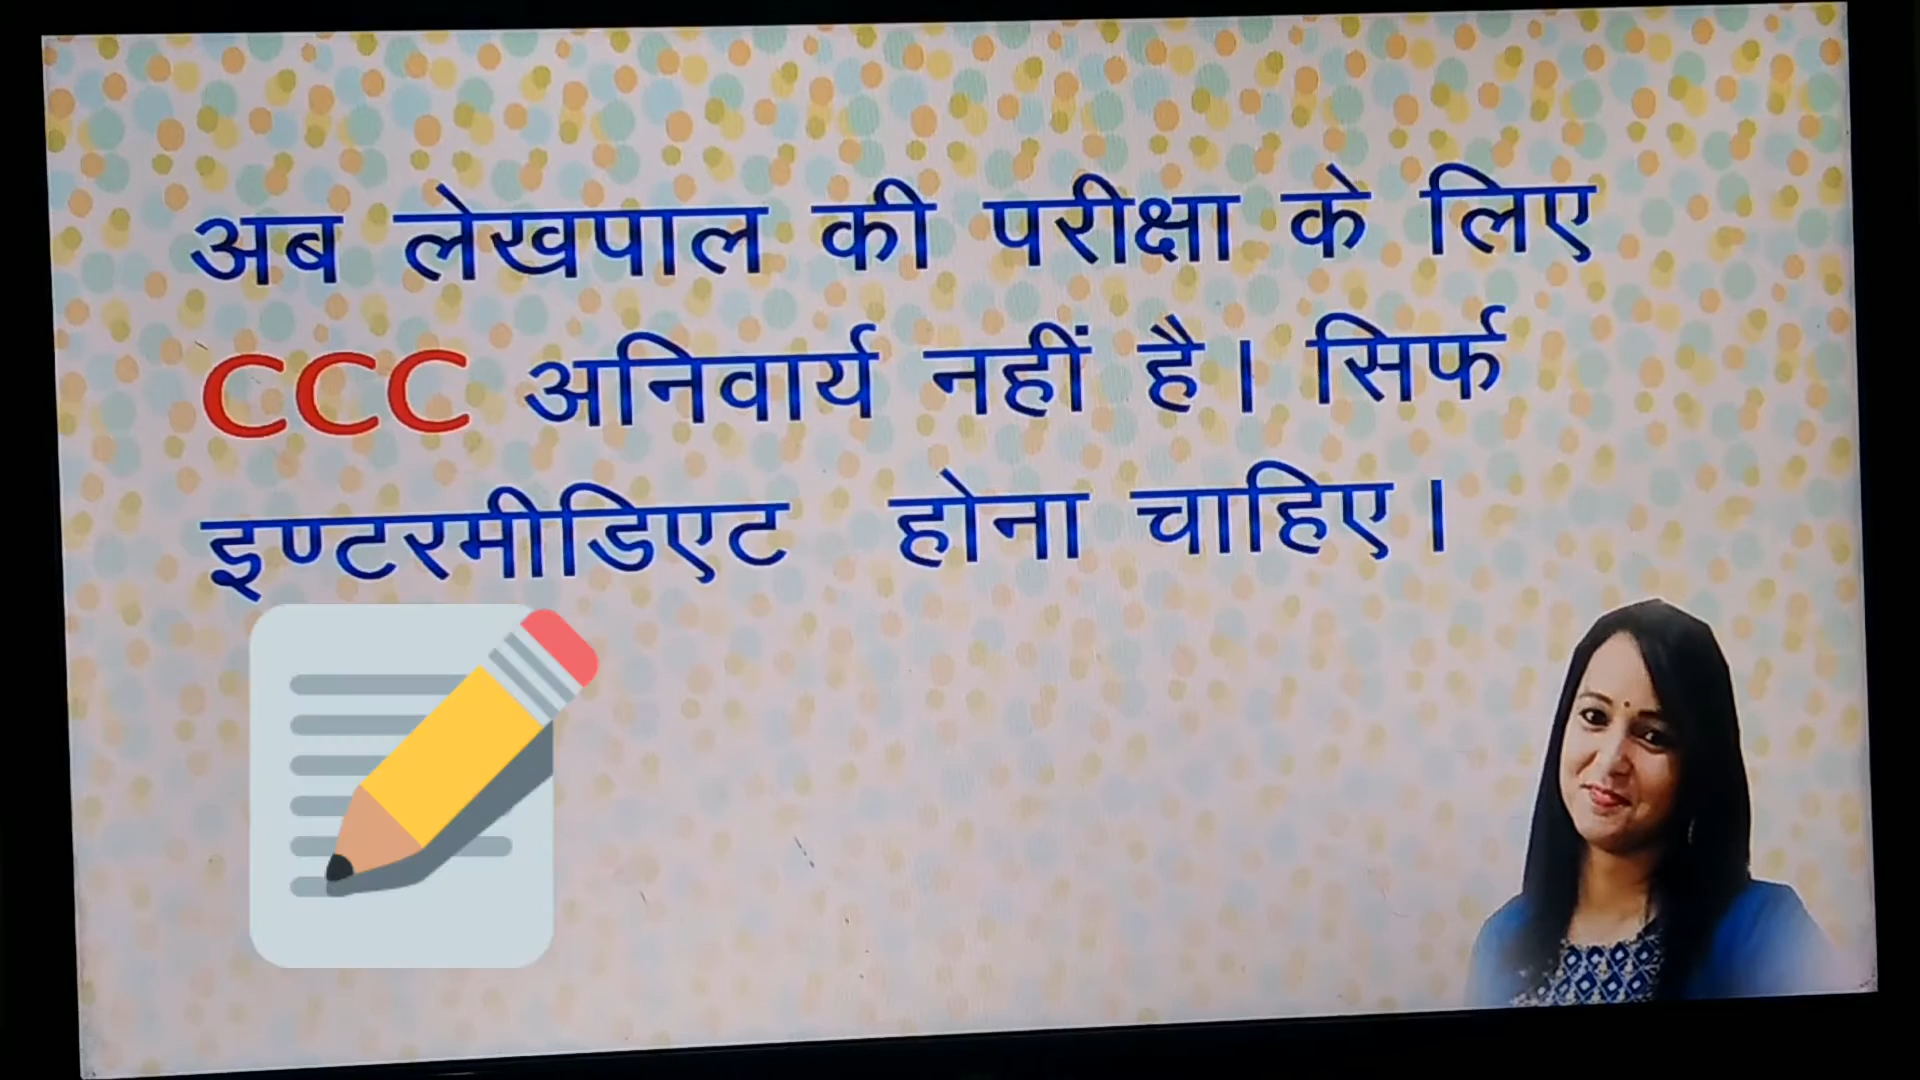 अब लेखपाल की परीक्षा के लिए
CCC अनिवार्य नहीं है। सिर्फ
इण्टरमीडिएट होना चाहिए।